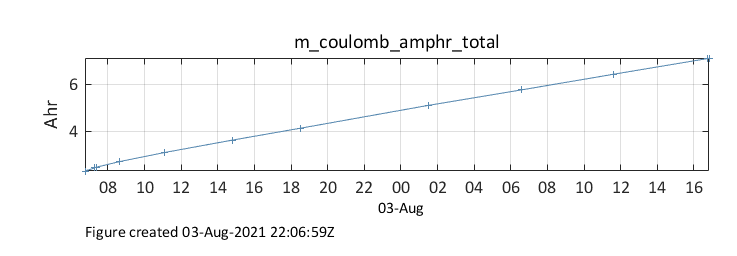 m_coulomb_amphr_total
Ahr
6
4
08 10 12 14 16 18 20 22 00 02 04 06 08 10 12 14 16
03-Aug
Figure created 03-Aug-2021 22:06:59Z